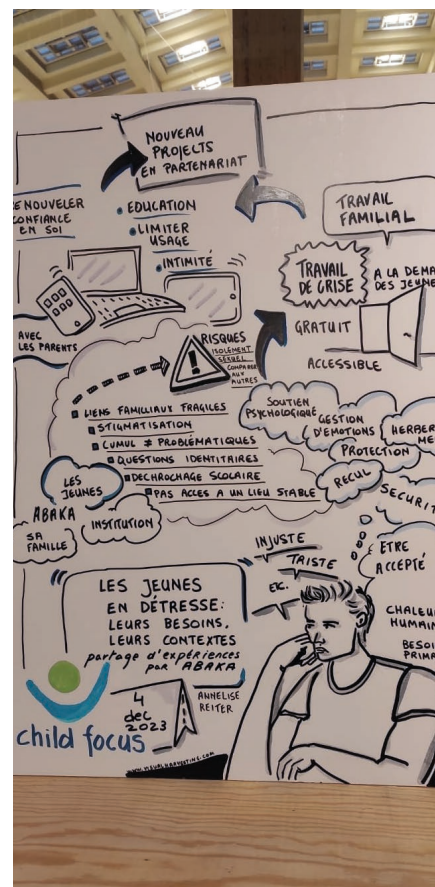 NOUVEAU
PROJECTS
EN PARTENARIAT
• EDUCATION
• LIMITER
USAGE
• INTIMITÉ
CONFIANCE
EN SOI
AVEC
LES PARENTS
TRAVAIL
FAMILIAL
TRAVAIL
DE CRISE
A LA DEMA
DES JEUNE
GRATUIT
ACCESSIBLE
RISQUES
ISOLEMENT
SEXUEL
COMPARER
AUX
AUTRES
LIENS FAMILIAUX FRAGILES
STIGMATISATION
CUMUL ≠ PROBLÉMATIQUES
QUESTIONS IDENTITAIRES
DECHROCHAGE SCOLAIRE
PAS ACCES A UN LIEU STABLE
LES
JEUNES
ABAKA
SA
FAMILLE
INSTITUTION
SOUTIEN
PSYCHOLOGIQUE
GESTION
D'EMOTIONS
HERBER
ME
PROTECTION
RECUL
SECURIT
ETRE
ACCEPTÉ
INJUSTE
TRISTE
ETC.
CHALEU
HUMAIN
BESOI
PRIMA
LES JEUNES
EN DÉTRESSE:
LEURS BESOINS,
LEURS CONTEXTES
partage d'expériences
par ABAKA
4
dec
2023
ANNELISE
REITER
child focus